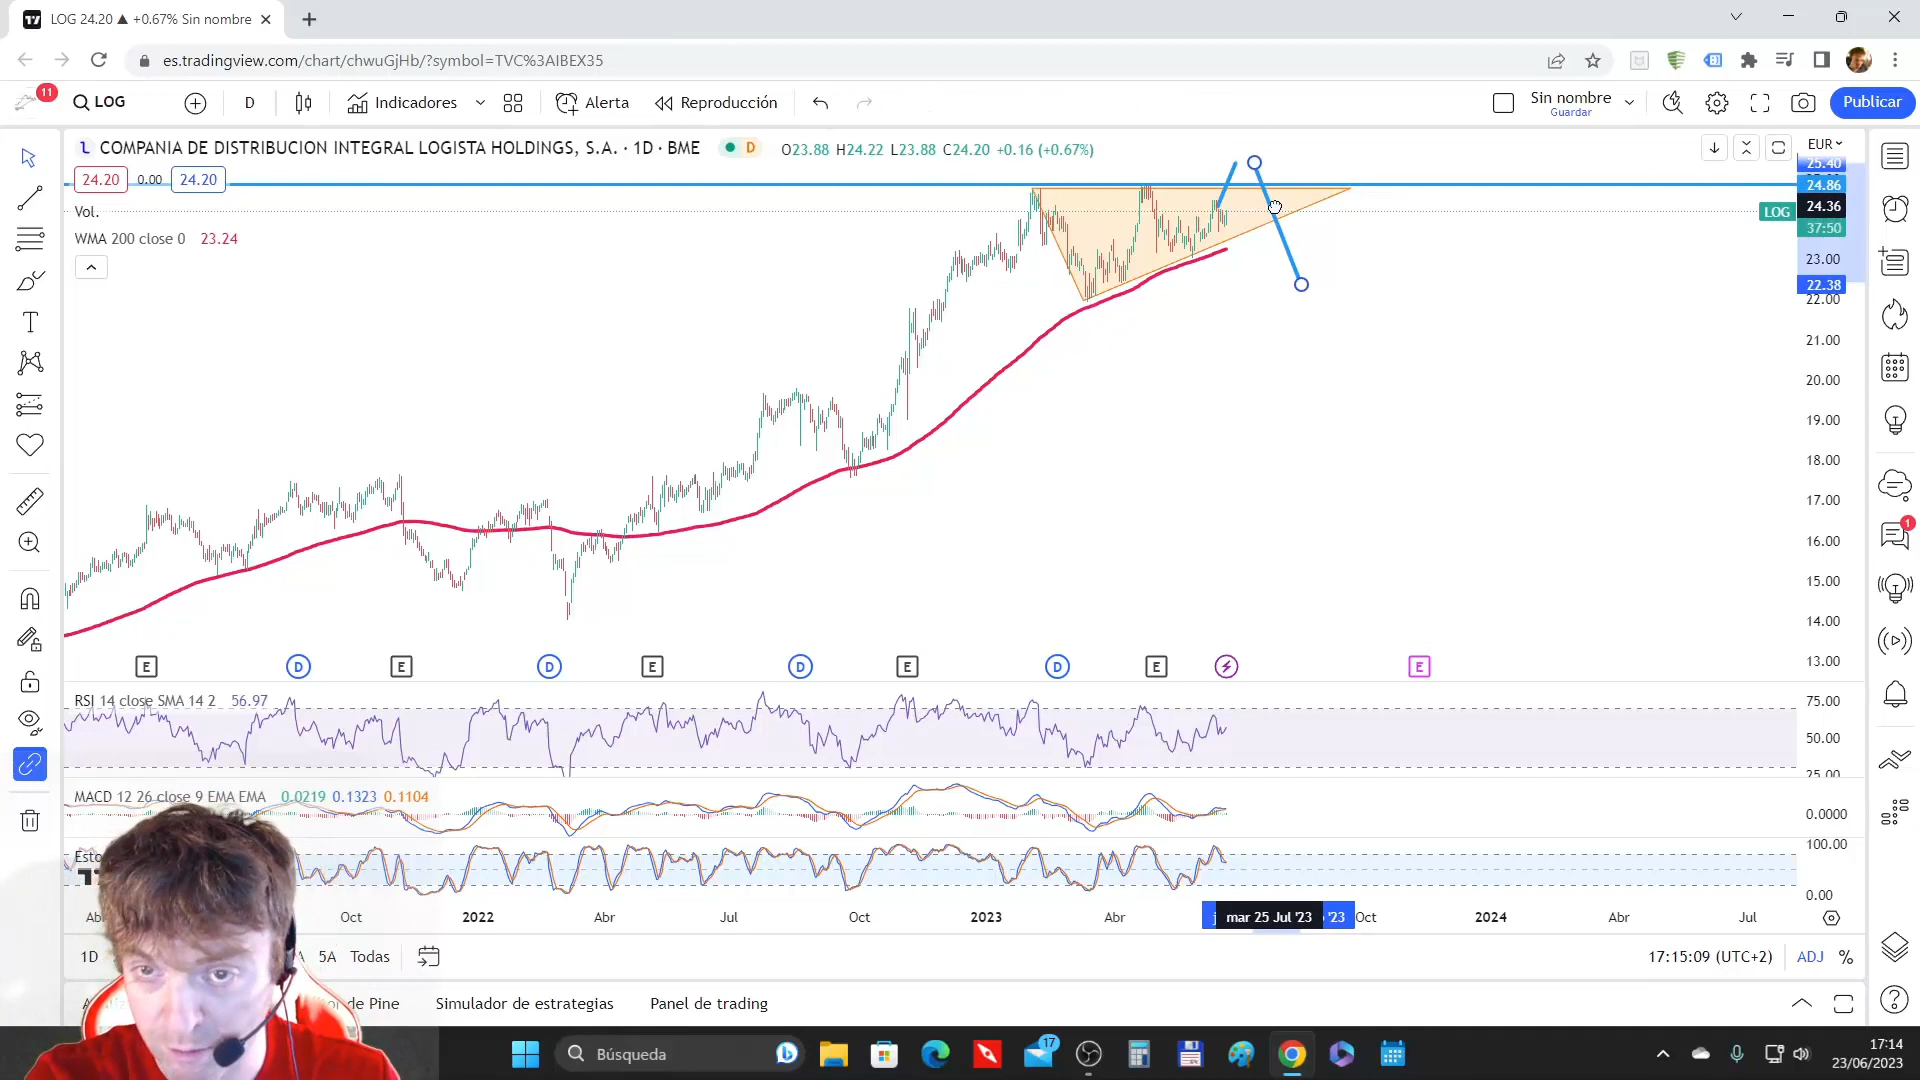 LOG 24.20 ▲ +0.67% Sin nombre
es.tradingview.com/chart/chwuGjHb/?symbol=TVC%3AIBEX35
11
LOG
D
Indicadores
Alerta
Reproducción
Sin nombre
Guardar
Publicar
COMPANIA DE DISTRIBUCION INTEGRAL LOGISTA HOLDINGS, S.A. · 1D · BME
D
O23.88 H24.22 L23.88 C24.20 +0.16 (+0.67%)
EUR
24.20
0.00
24.20
Vol.
WMA 200 close 0 23.24
25.40
24.86
24.36
LOG
37:50
23.00
22.38
22.00
21.00
20.00
19.00
18.00
17.00
16.00
15.00
14.00
13.00
E
D
E
D
E
D
E
D
E
E
RSI 14 close SMA 14 2 56.97
75.00
50.00
25.00
MACD 12 26 close 9 EMA EMA 0.0219 0.1323 0.1104
0.0000
Esto
100.00
0.00
Oct
2022
Abr
Jul
Oct
2023
Abr
mar 25 Jul '23
'23
Oct
2024
Abr
Jul
1D
5A
Todas
17:15:09 (UTC+2)
ADJ
%
de Pine
Simulador de estrategias
Panel de trading
1
Búsqueda
17
17:14
23/06/2023